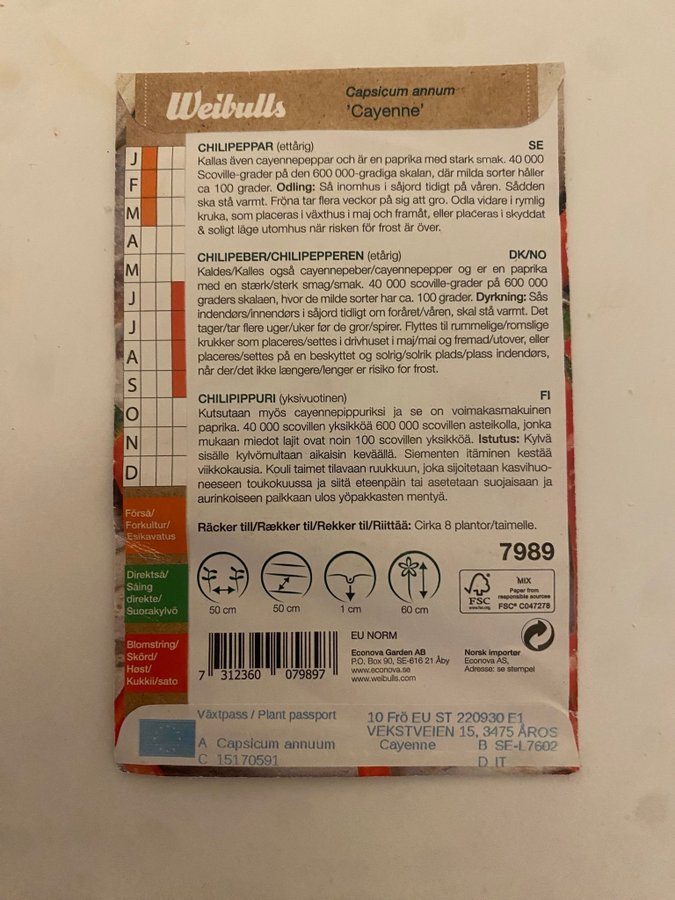 Weibulls
Capsicum annum
'Cayenne'
CHILIPEPPAR (ettårig) SE
Kallas även cayennepeppar och är en paprika med stark smak. 40 000
Scoville-grader på den 600 000-gradiga skalan, där milda sorter håller
ca 100 grader. Odling: Så inomhus i såjord tidigt på våren. Sådden
ska stå varmt. Fröna tar flera veckor på sig att gro. Odla vidare i rymlig
kruka, som placeras i växthus i maj och framåt, eller placeras i skyddat
& soligt läge utomhus när risken för frost är över.
CHILIPEBER/CHILIPEPPEREN (etårig) DK/NO
Kaldes/Kalles også cayennepeber/cayennepepper og er en paprika
med en stærk/sterk smag/smak. 40 000 scoville-grader på 600 000
graders skalaen, hvor de milde sorter har ca. 100 grader. Dyrkning: Sås
indendørs/innendørs i såjord tidigt om foråret/våren, skal stå varmt. Det
tager/tar flere uger/uker før de gror/spirer. Flyttes til rummelige/romslige
krukker som placeres/settes i drivhuset i maj/mai og fremad/utover, eller
placeres/settes på en beskyttet og solrig/solrik plads/plass indendørs,
når der/det ikke længere/lenger er risiko for frost.
CHILIPIPPURI (yksivuotinen) FI
Kutsutaan myös cayennepippuriksi ja se on voimakasmakuinen
paprika. 40 000 scovillen yksikköä 600 000 scovillen asteikolla, jonka
mukaan miedot lajit ovat noin 100 scovillen yksikköä. Istutus: Kylvä
sisälle kylvömultaan aikaisin keväällä. Siementen itäminen kestää
viikkokausia. Kouli taimet tilavaan ruukkuun, joka sijoitetaan kasvihuo-
neeseen toukokuussa ja siitä eteenpäin tai asetetaan suojaisaan ja
aurinkoiseen paikkaan ulos yöpakkasten mentyä.
Räcker till/Rækker til/Rekker til/Riittää: Cirka 8 plantor/taimelle.
7989
J
F
M
A
M
J
J
A
S
O
N
D
Förså/
Forkultur/
Esikavatus
Direktså/
Såing
direkte/
Suorakylvö
Blomstring/
Skörd/
Høst/
Kukkii/sato
50 cm
50 cm
1 cm
60 cm
FSC
www.fsc.org
MIX
Paper from
responsible sources
FSC® C047278
7 312360 079897
EU NORM
Econova Garden AB
P.O. Box 90, SE-616 21 Åby
www.econova.se
www.weibulls.com
Norsk importør
Econova AS,
Adresse: se stempel
Växtpass / Plant passport
A Capsicum annuum
C 15170591
10 Frö EU ST 220930 E1
VEKSTVEIEN 15, 3475 ÅROS
Cayenne B SE-L7602
D IT